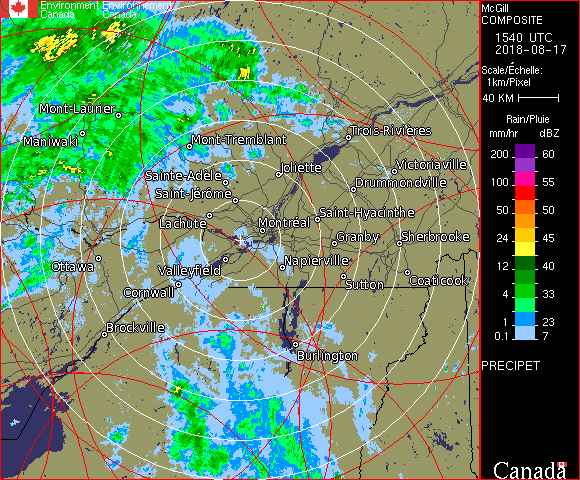 Environment Environnement
Canada Canada
McGill
COMPOSITE
1540 UTC
2018-08-17
Scale/Échelle:
1km/Pixel
40 KM
Rain/Pluie
mm/hr dBZ
200 60
100 55
50 50
24 45
12 40
4 33
1 23
0.1 7
PRECIPET
Canada
Mont-Laurier
Maniwaki
Mont-Tremblant
Trois-Rivières
Sainte-Adèle
Joliette
Victoriaville
Saint-Jérôme
Drummondville
Lachute
Montréal
Saint-Hyacinthe
Granby
Sherbrooke
Ottawa
Valleyfield
Napierville
Cornwall
Sutton
Coaticook
Brockville
Burlington